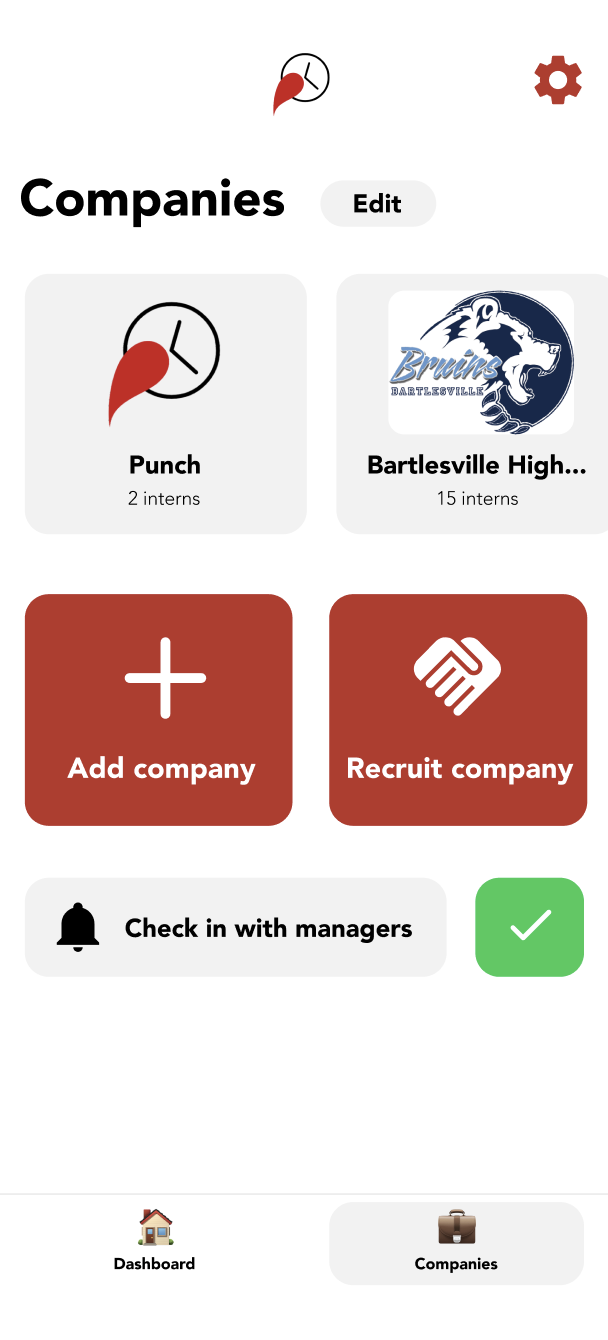 Companies
Edit
Bruins
BARTLESVILLE
Punch
2 interns
Bartlesville High...
15 interns
Add company
Recruit company
Check in with managers
Dashboard
Companies